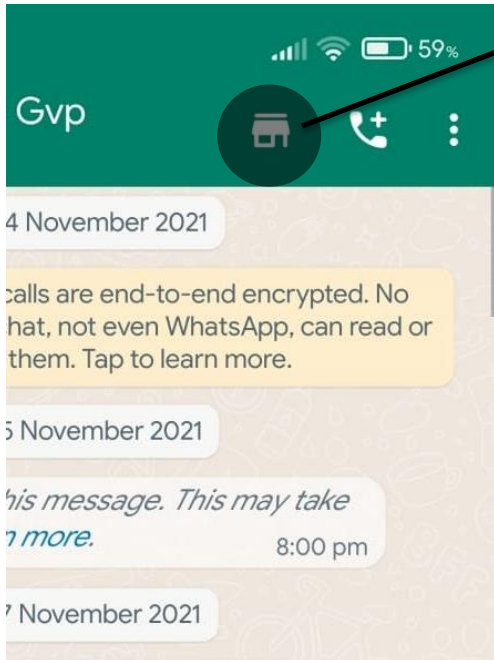 59%
Gvp
4 November 2021
calls are end-to-end encrypted. No
hat, not even WhatsApp, can read or
them. Tap to learn more.
5 November 2021
his message. This may take
more.
8:00 pm
7 November 2021